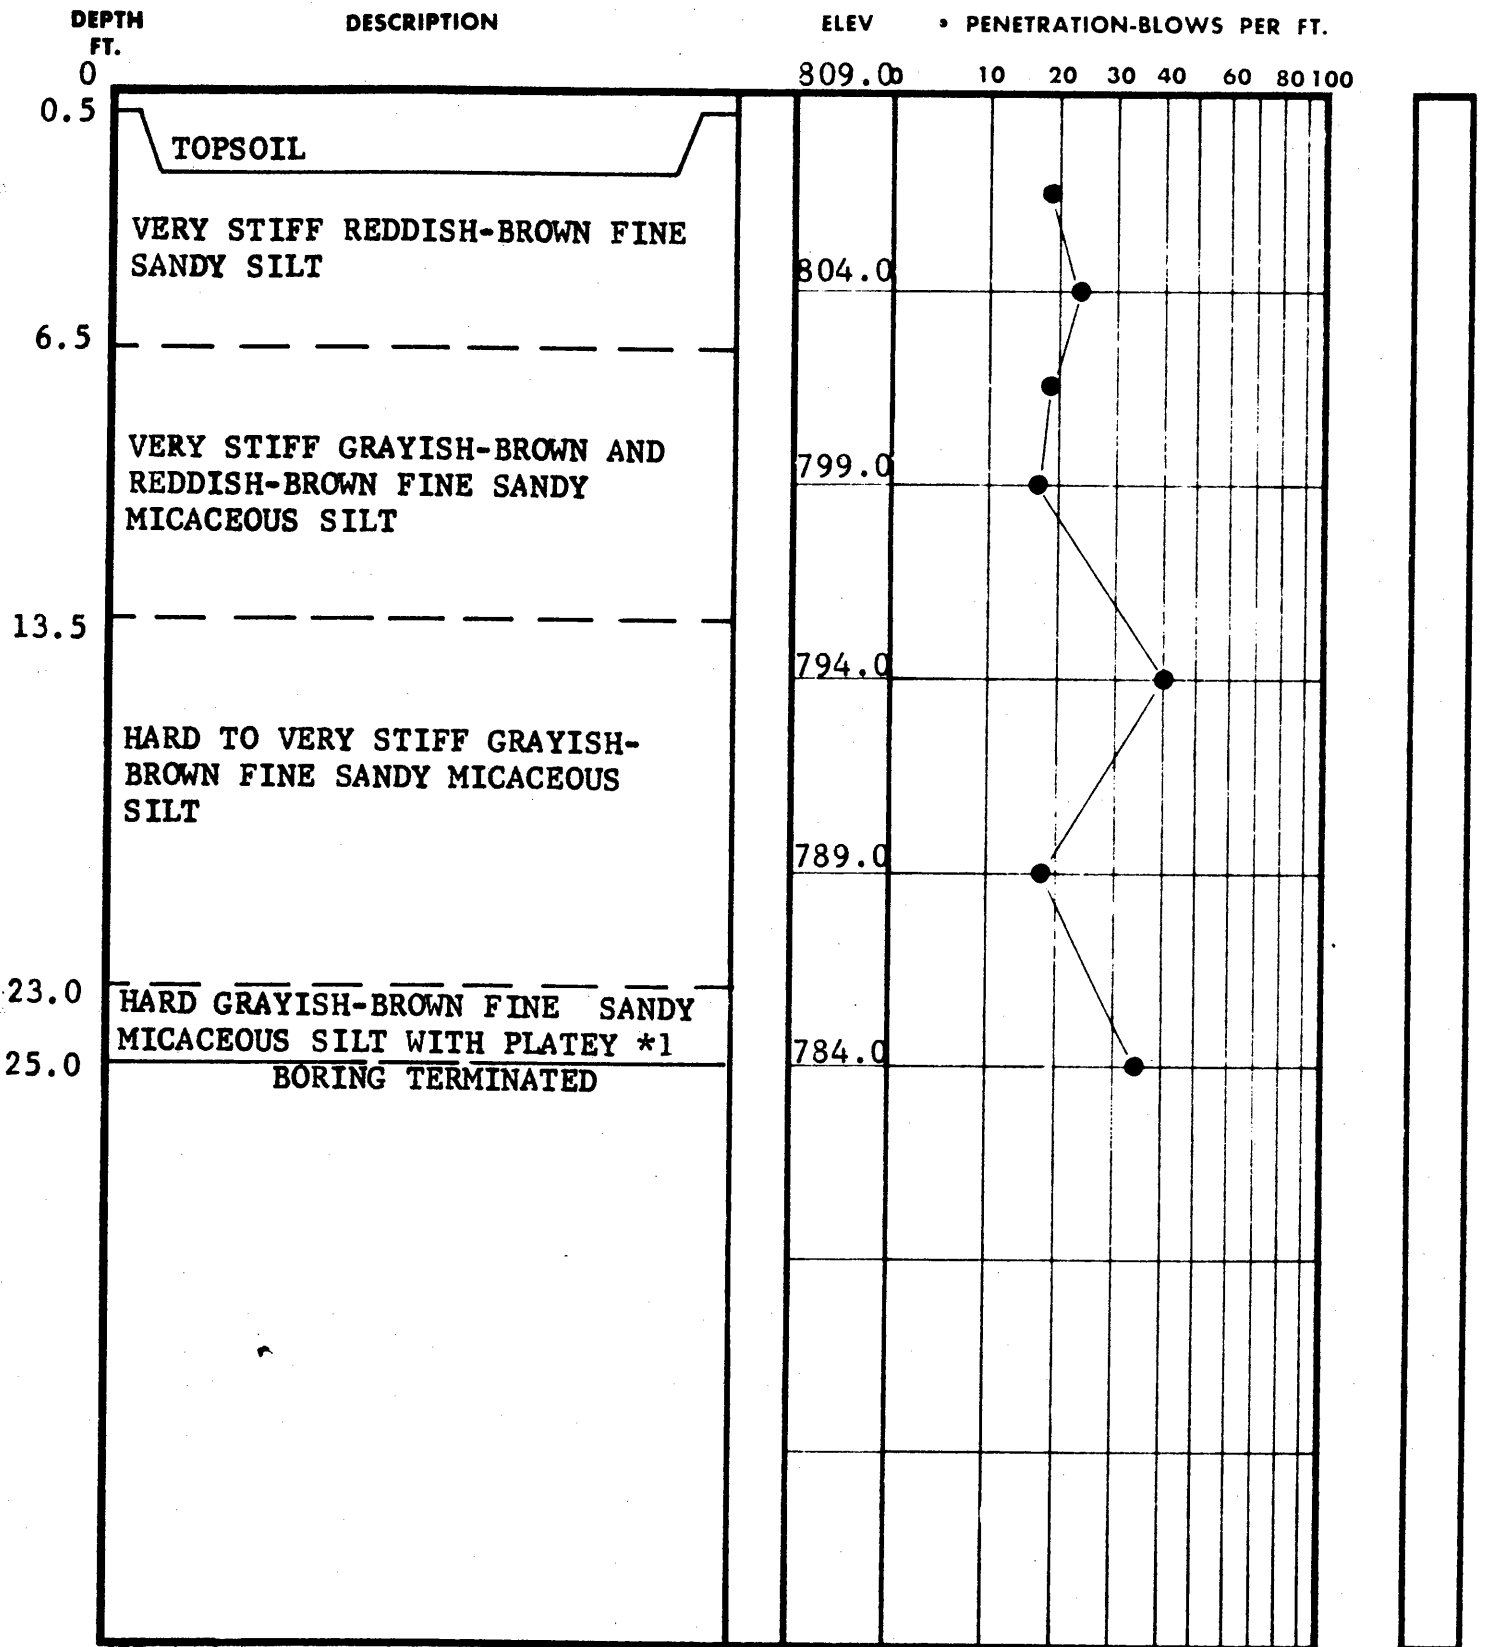 DEPTH DESCRIPTION ELEV PENETRATION-BLOWS PER FT.
FT.
0 809.0 0 10 20 30 40 60 80 100
0.5
TOPSOIL
VERY STIFF REDDISH-BROWN FINE
SANDY SILT
804.0
6.5
VERY STIFF GRAYISH-BROWN AND
REDDISH-BROWN FINE SANDY
MICACEOUS SILT
799.0
13.5
794.0
HARD TO VERY STIFF GRAYISH-
BROWN FINE SANDY MICACEOUS
SILT
789.0
23.0
HARD GRAYISH-BROWN FINE SANDY
MICACEOUS SILT WITH PLATEY *1
784.0
25.0
BORING TERMINATED